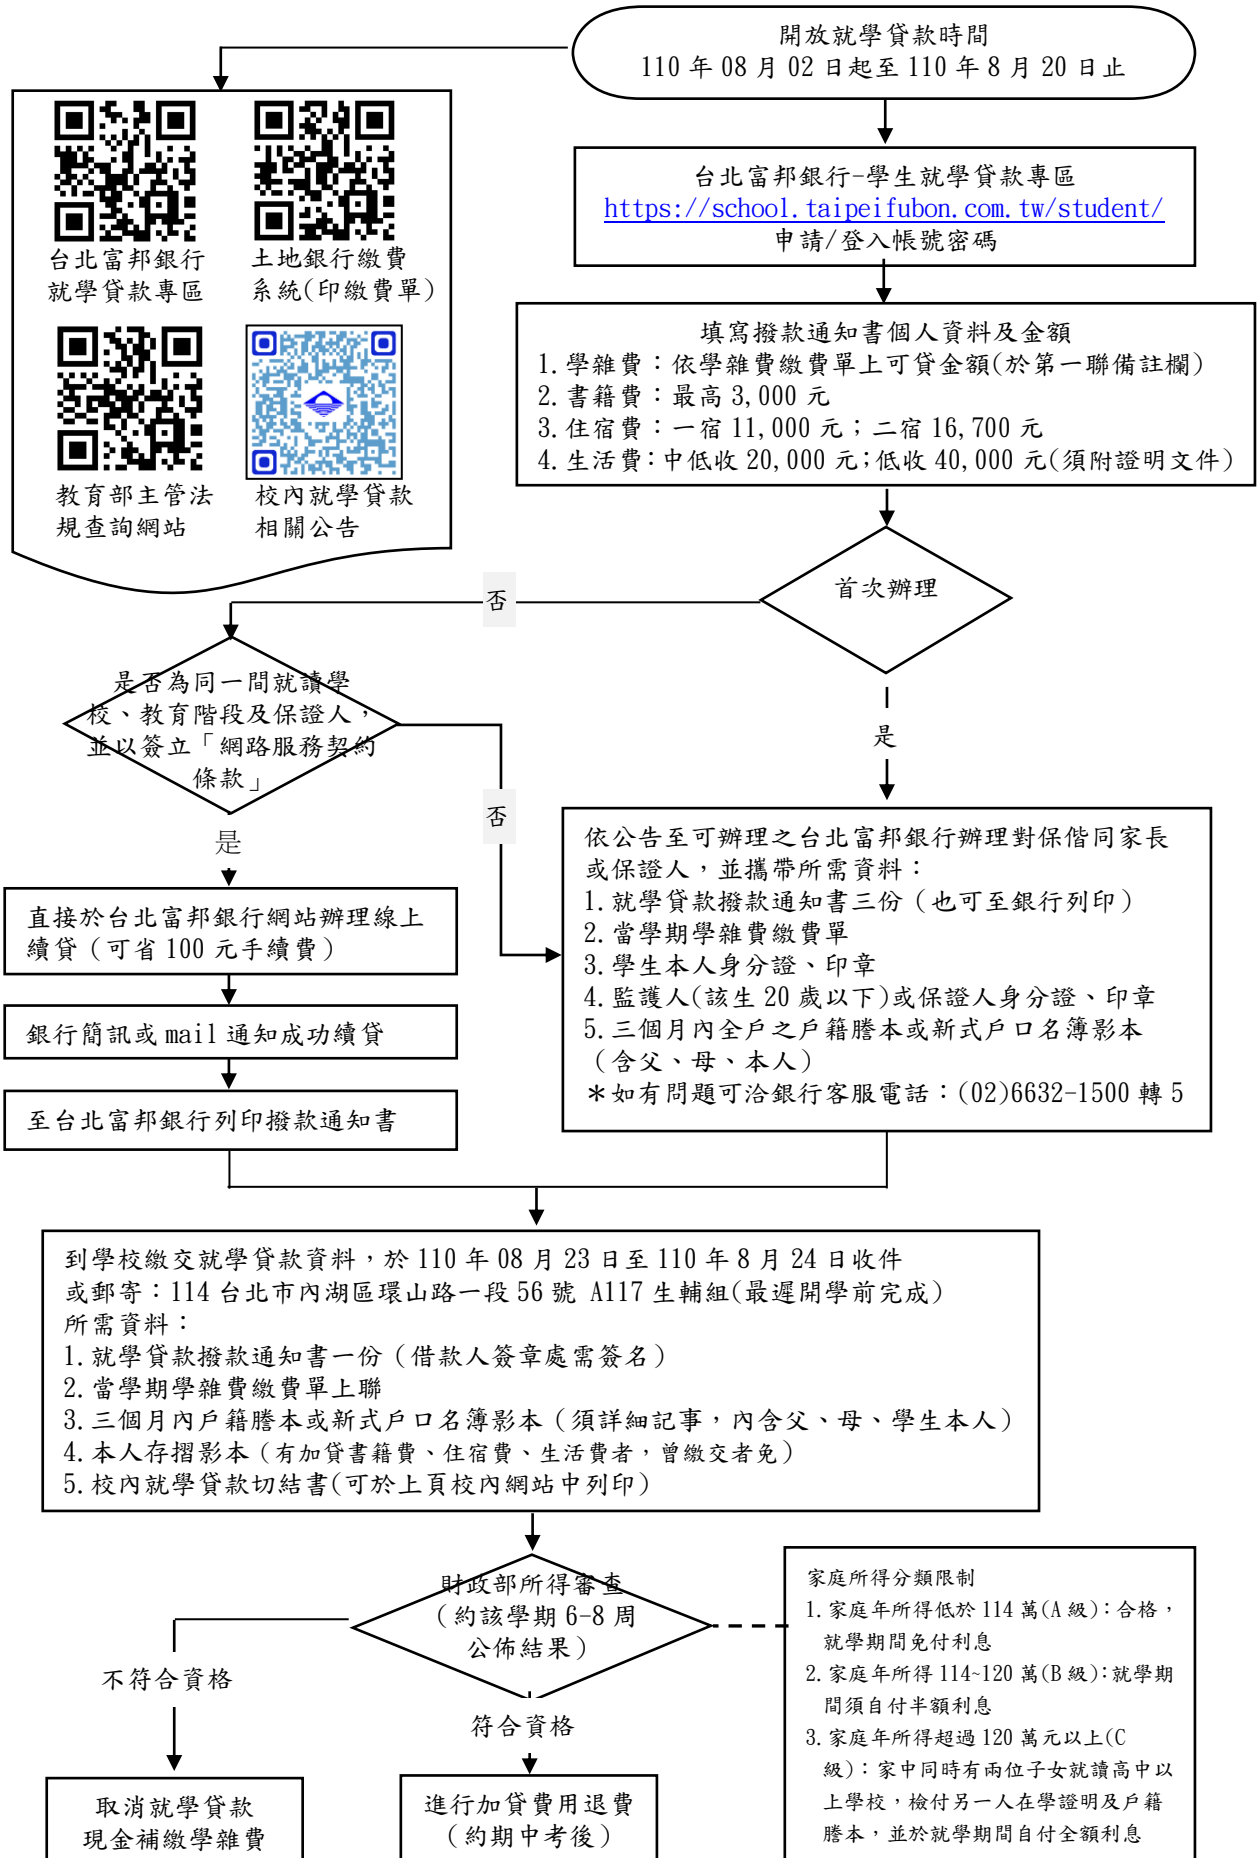 開放就學貸款時間
110 年 08 月 02 日起至 110 年 8 月 20 日止
台北富邦銀行
就學貸款專區
土地銀行繳費
系統(印繳費單)
教育部主管法
規查詢網站
校內就學貸款
相關公告
台北富邦銀行-學生就學貸款專區
https://school.taipeifubon.com.tw/student/
申請/登入帳號密碼
填寫撥款通知書個人資料及金額
1.學雜費：依學雜費繳費單上可貸金額(於第一聯備註欄)
2.書籍費：最高 3,000 元
3.住宿費：一宿 11,000 元；二宿 16,700 元
4.生活費:中低收 20,000 元;低收 40,000 元(須附證明文件)
首次辦理
否
是
是否為同一間就讀學
校、教育階段及保證人，
並以簽立「網路服務契約
條款」
否
是
直接於台北富邦銀行網站辦理線上
續貸（可省 100 元手續費）
銀行簡訊或 mail 通知成功續貸
至台北富邦銀行列印撥款通知書
依公告至可辦理之台北富邦銀行辦理對保偕同家長
或保證人，並攜帶所需資料：
1.就學貸款撥款通知書三份（也可至銀行列印）
2.當學期學雜費繳費單
3.學生本人身分證、印章
4.監護人(該生 20 歲以下)或保證人身分證、印章
5.三個月內全戶之戶籍謄本或新式戶口名簿影本
（含父、母、本人）
＊如有問題可洽銀行客服電話：(02)6632-1500 轉 5
到學校繳交就學貸款資料，於 110 年 08 月 23 日至 110 年 8 月 24 日收件
或郵寄：114 台北市內湖區環山路一段 56 號 A117 生輔組(最遲開學前完成)
所需資料：
1.就學貸款撥款通知書一份（借款人簽章處需簽名）
2.當學期學雜費繳費單上聯
3.三個月內戶籍謄本或新式戶口名簿影本（須詳細記事，內含父、母、學生本人）
4.本人存摺影本（有加貸書籍費、住宿費、生活費者，曾繳交者免）
5.校內就學貸款切結書(可於上頁校內網站中列印)
財政部所得審查
（約該學期 6-8 周
公佈結果）
不符合資格
符合資格
取消就學貸款
現金補繳學雜費
進行加貸費用退費
（約期中考後）
家庭所得分類限制
1.家庭年所得低於 114 萬(A 級)：合格，
就學期間免付利息
2.家庭年所得 114~120 萬(B 級)：就學期
間須自付半額利息
3.家庭年所得超過 120 萬元以上(C
級)：家中同時有兩位子女就讀高中以
上學校，檢付另一人在學證明及戶籍
謄本，並於就學期間自付全額利息